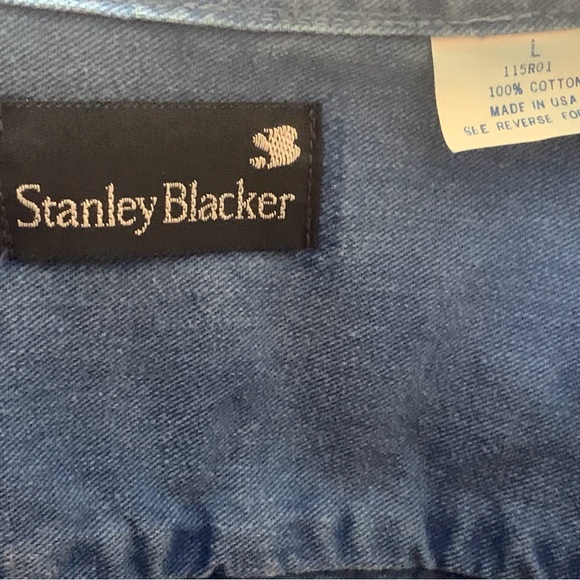 Stanley Blacker
L
115R01
100% COTTON
MADE IN USA
SEE REVERSE FOR